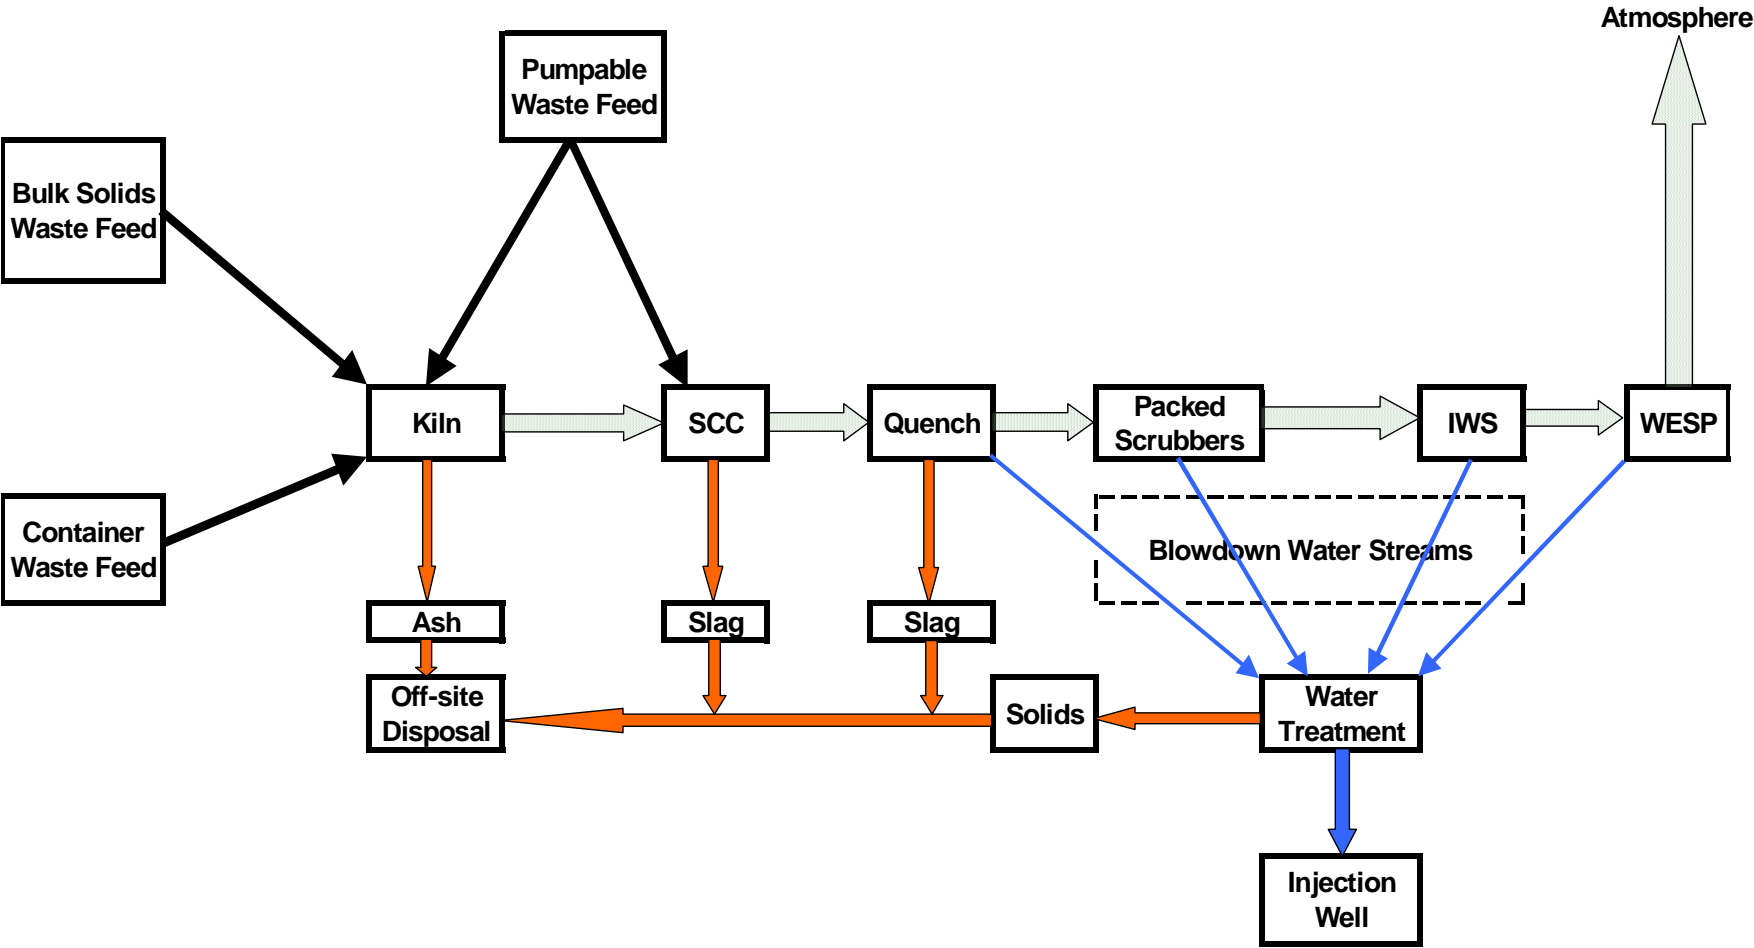 Atmosphere
Pumpable
Waste Feed
Bulk Solids
Waste Feed
Kiln
SCC
Quench
Packed
Scrubbers
IWS
WESP
Container
Waste Feed
Blowdown Water Streams
Ash
Slag
Slag
Off-site
Disposal
Solids
Water
Treatment
Injection
Well